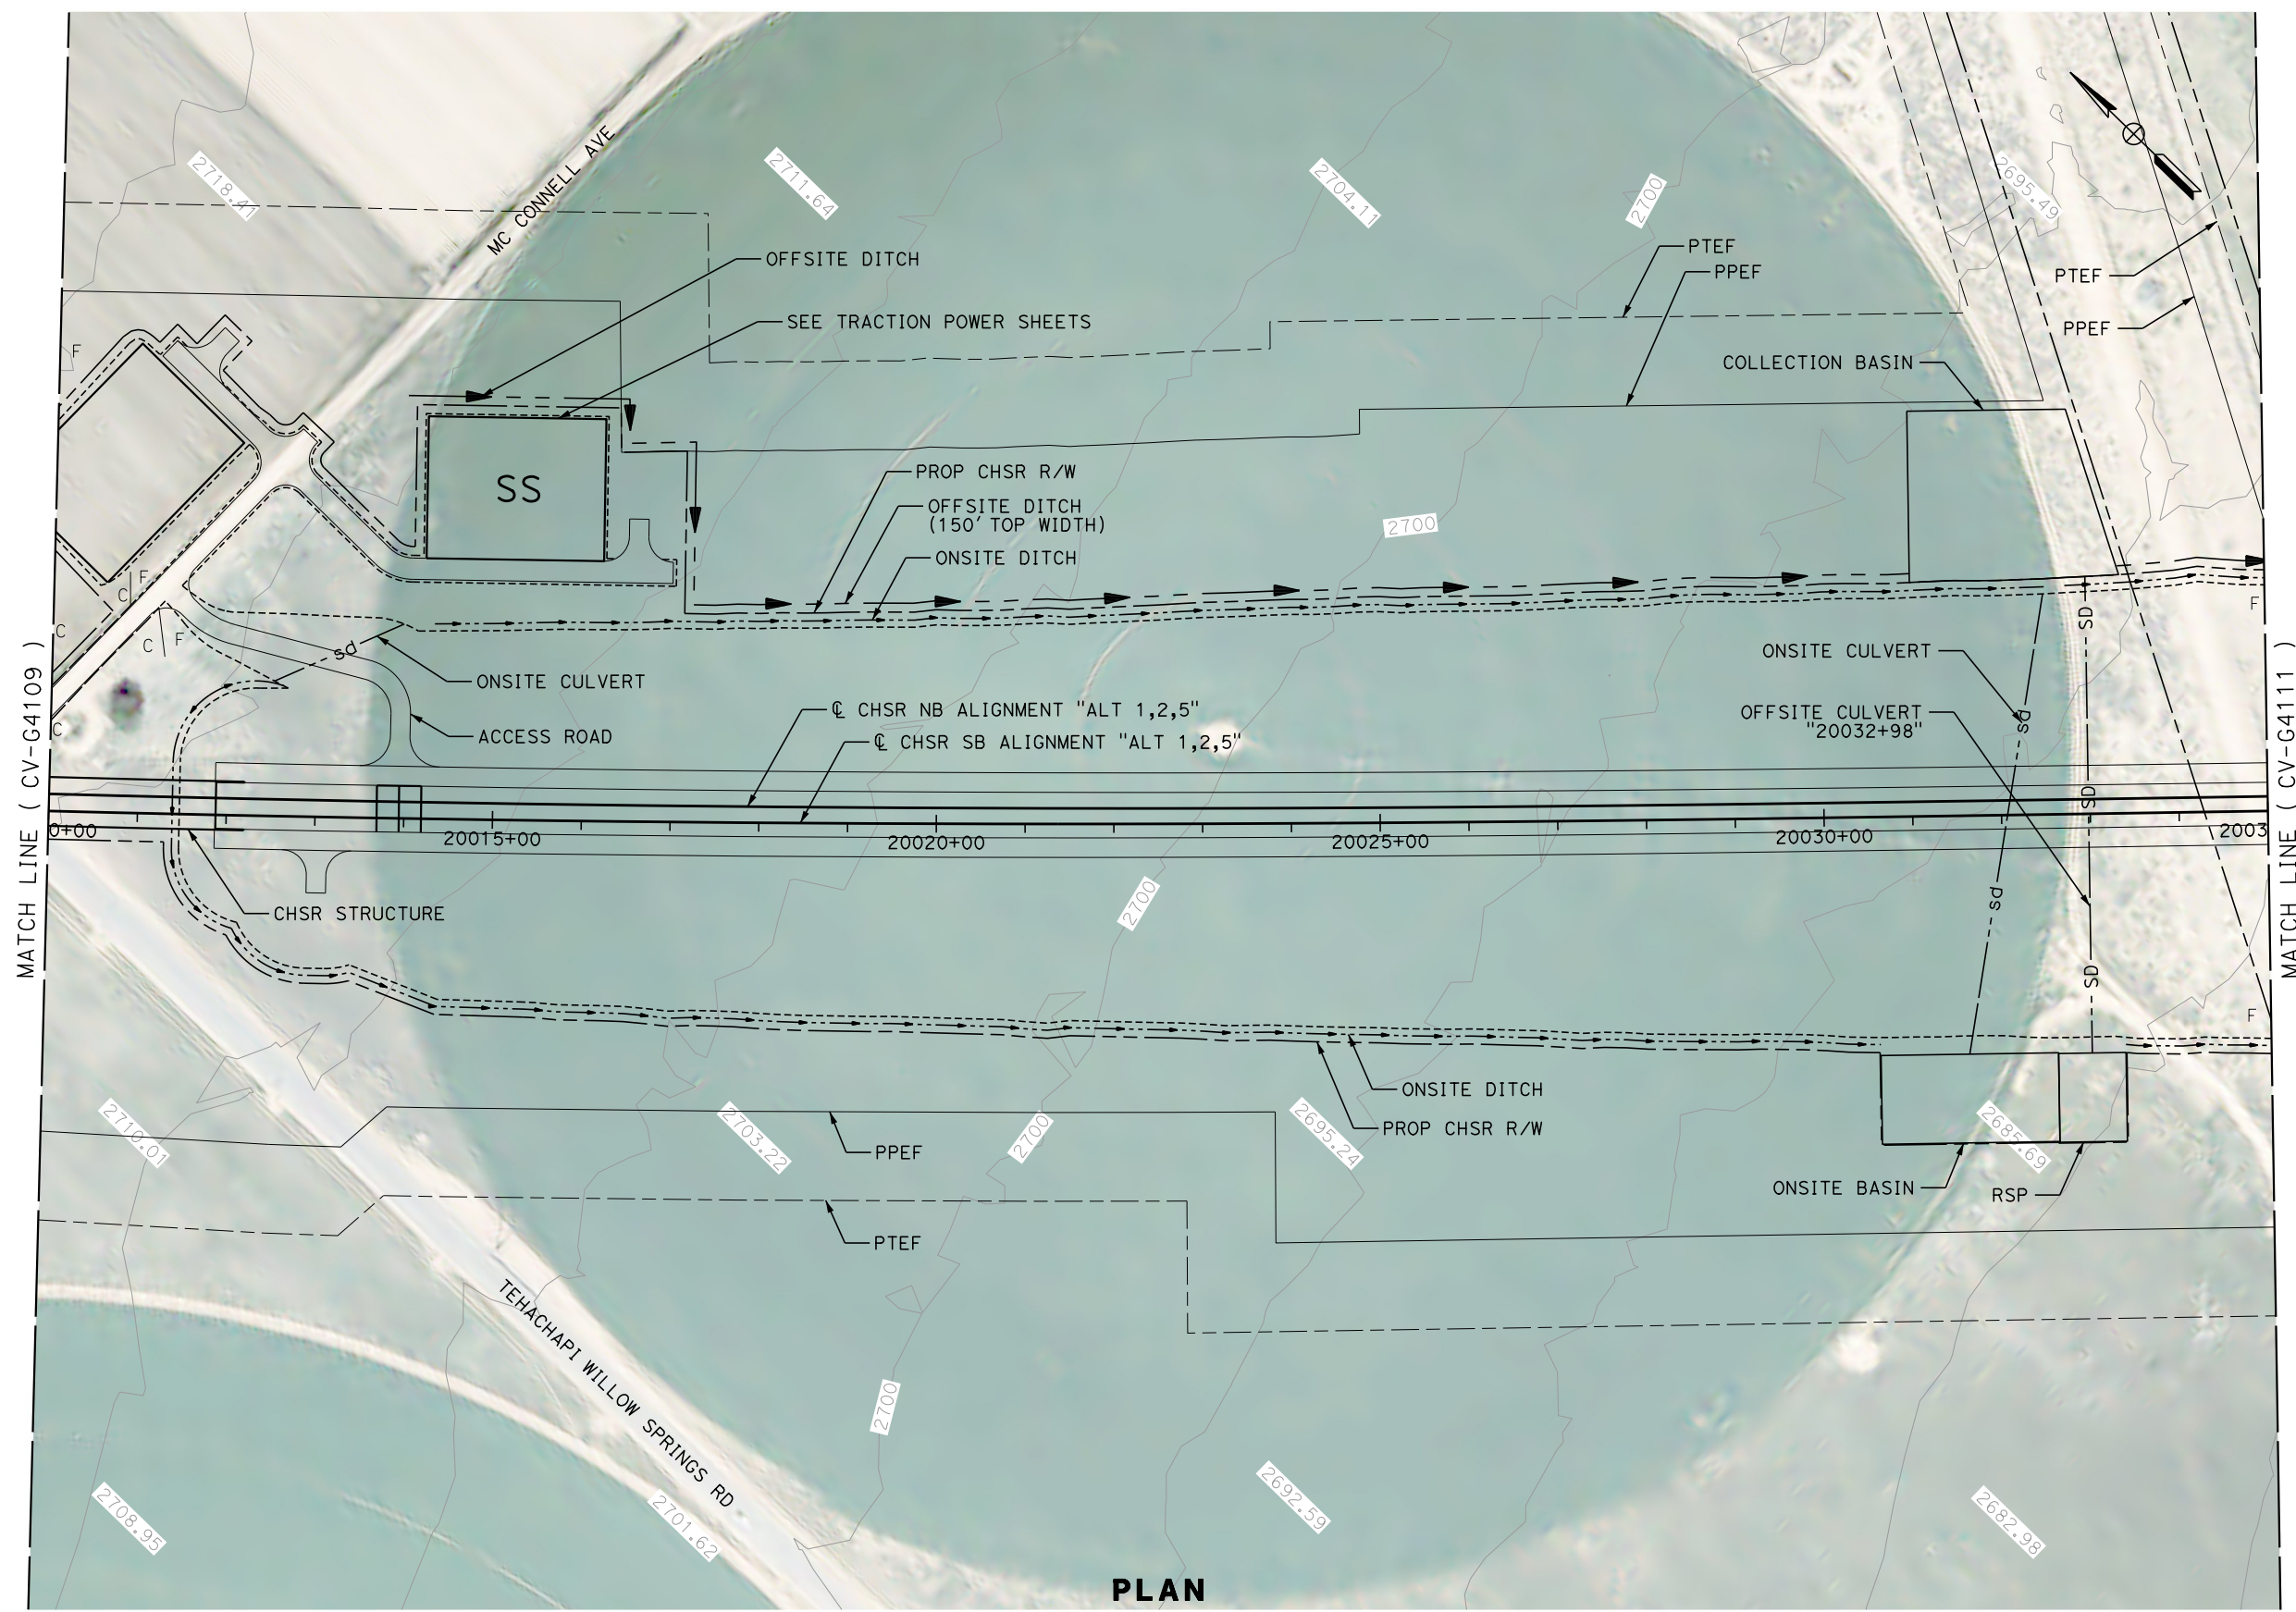 MC CONNELL AVE
2718.41
2711.64
2704.11
2700
2695.49
OFFSITE DITCH
PTEF
PPEF
PTEF
PPEF
SEE TRACTION POWER SHEETS
COLLECTION BASIN
F
SS
PROP CHSR R/W
OFFSITE DITCH
(150' TOP WIDTH)
ONSITE DITCH
2700
F
C
F
C
C
F
SD
sd
ONSITE CULVERT
ONSITE CULVERT
ACCESS ROAD
C
℄ CHSR NB ALIGNMENT "ALT 1,2,5"
℄ CHSR SB ALIGNMENT "ALT 1,2,5"
OFFSITE CULVERT
"20032+98"
sd
SD
MATCH LINE ( CV-G4109 )
MATCH LINE ( CV-G4111 )
0+00
20015+00
20020+00
20025+00
20030+00
2003
CHSR STRUCTURE
2700
sd
SD
F
ONSITE DITCH
PROP CHSR R/W
2710.01
2703.22
2700
2695.24
2685.69
PPEF
PTEF
ONSITE BASIN
RSP
TEHACHAPI WILLOW SPRINGS RD
2700
2708.95
2701.62
2692.59
2682.98
PLAN